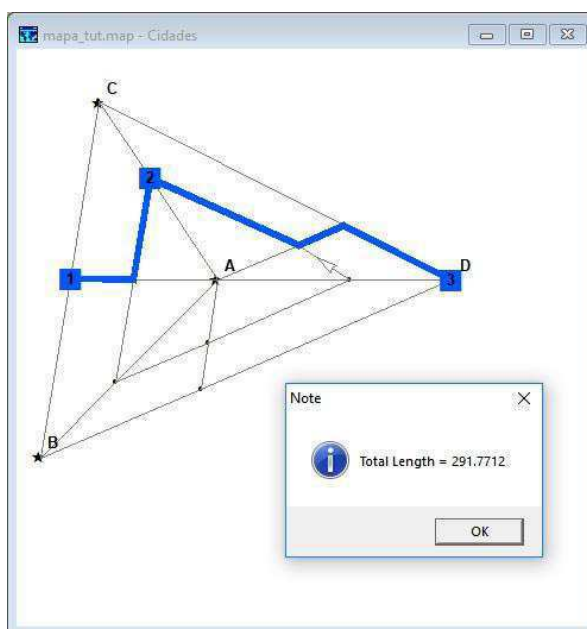 mapa_tut.map - Cidades
C
2
A
1
D
3
B
Note
Total Length = 291.7712
OK